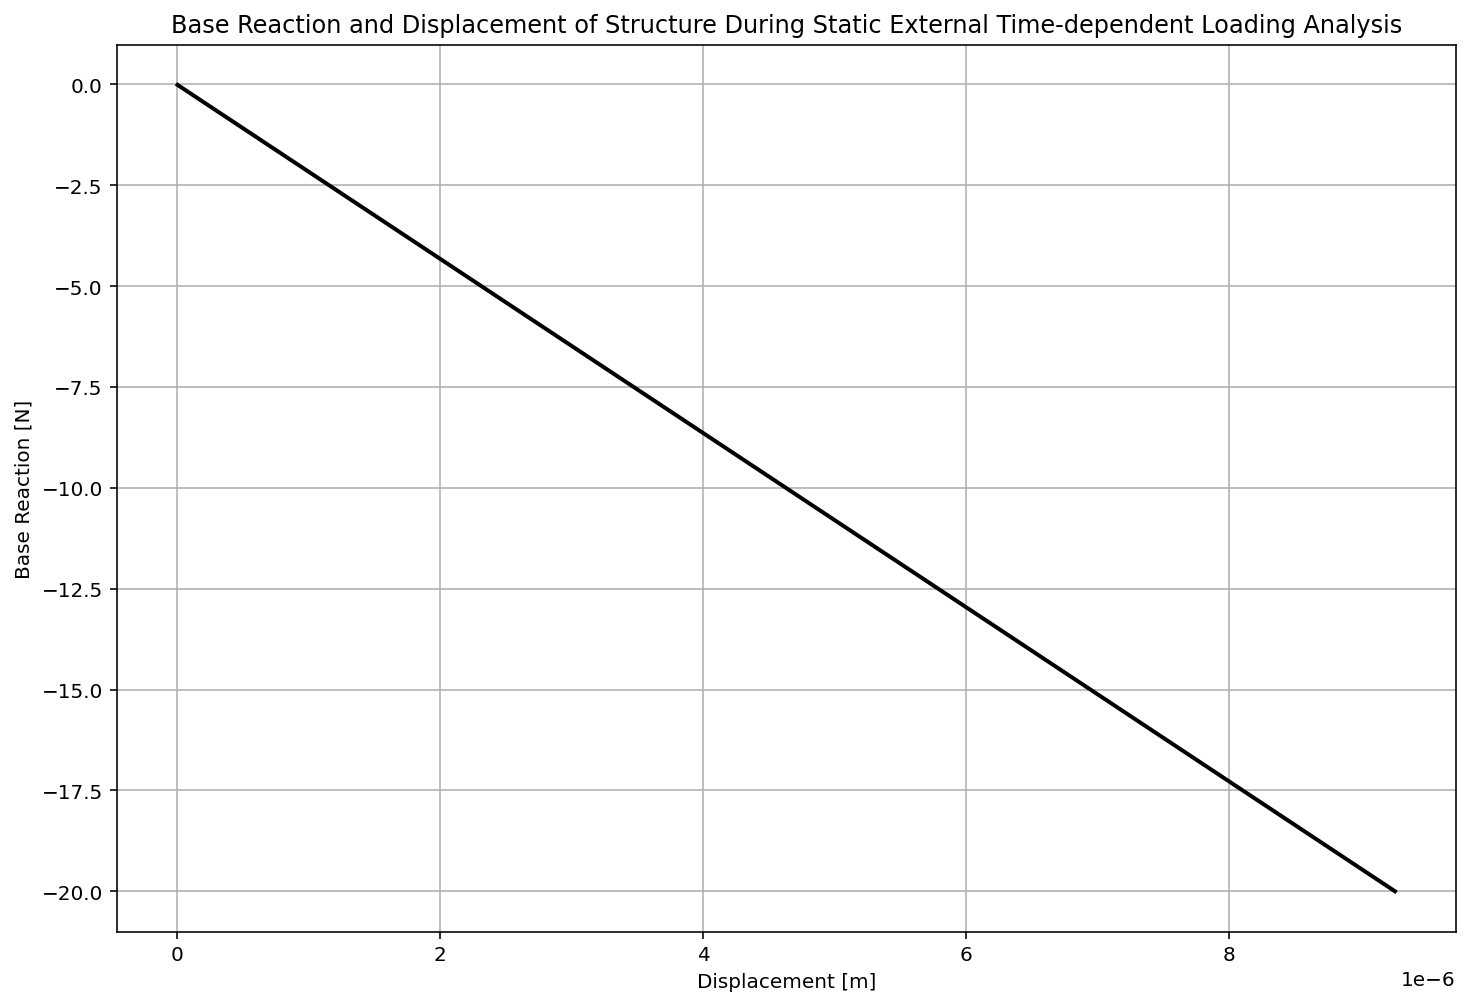 Base Reaction and Displacement of Structure During Static External Time-dependent Loading Analysis
0.0
−2.5
−5.0
−7.5
−10.0
−12.5
−15.0
−17.5
−20.0
Base Reaction [N]
0 2 4 6 8
Displacement [m]
1e−6